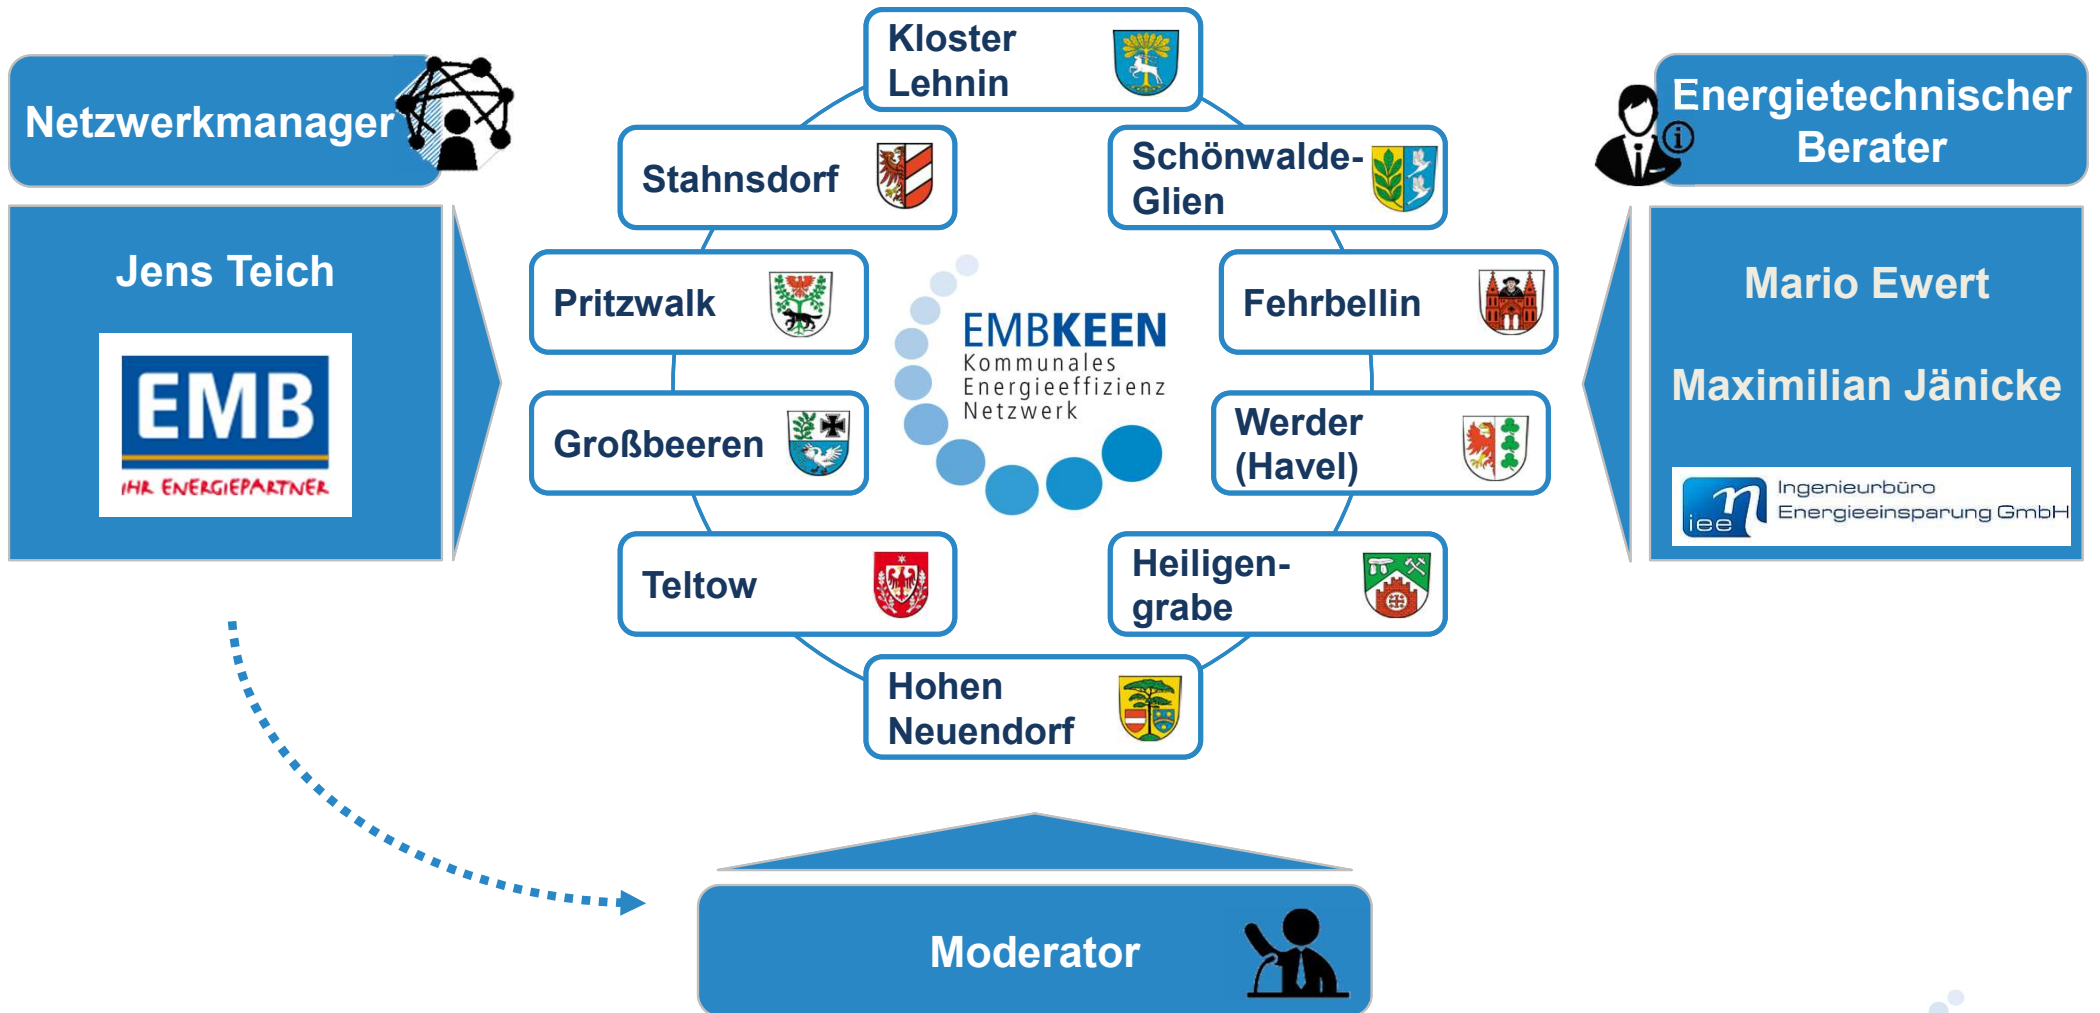 Netzwerkmanager
Jens Teich
EMB
IHR ENERGIEPARTNER
Kloster
Lehnin
Stahnsdorf
Schönwalde-
Glien
Pritzwalk
Fehrbellin
EMBKEEN
Kommunales
Energieeffizienz
Netzwerk
Großbeeren
Werder
(Havel)
Teltow
Heiligen-
grabe
Hohen
Neuendorf
Energietechnischer
Berater
i
Mario Ewert
Maximilian Jänicke
iee η
Ingenieurbüro
Energieeinsparung GmbH
Moderator